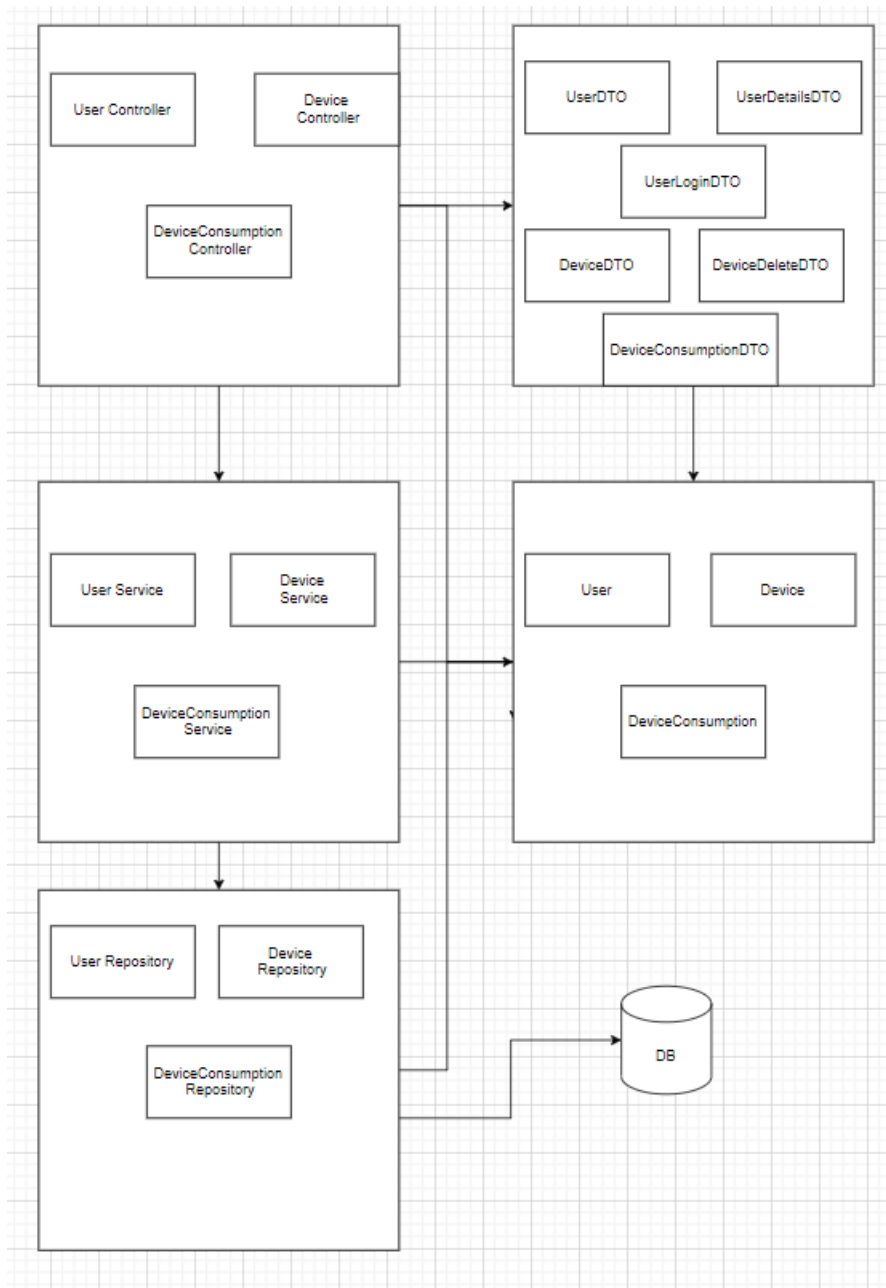 User Controller
Device
Controller
DeviceConsumption
Controller
UserDTO
UserDetailsDTO
UserLoginDTO
DeviceDTO
DeviceDeleteDTO
DeviceConsumptionDTO
User Service
Device
Service
DeviceConsumption
Service
User
Device
DeviceConsumption
User Repository
Device
Repository
DeviceConsumption
Repository
DB